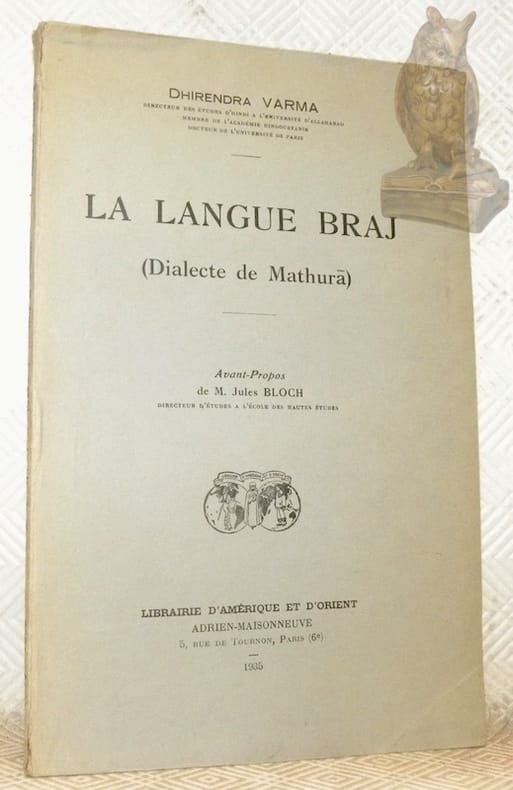 DHIRENDRA VARMA
DIRECTEUR DES ÉTUDES D'HINDI A L'UNIVERSITÉ D'ALLAHABAD
MEMBRE DE L'ACADÉMIE HINDOUSTANIE
DOCTEUR DE L'UNIVERSITÉ DE PARIS
LA LANGUE BRAJ
(Dialecte de Mathurā)
Avant-Propos
de M. Jules BLOCH
DIRECTEUR D'ÉTUDES A L'ÉCOLE DES HAUTES ÉTUDES
LIBRAIRIE D'AMÉRIQUE ET D'ORIENT
ADRIEN-MAISONNEUVE
5, RUE DE TOURNON, PARIS (6e)
1935